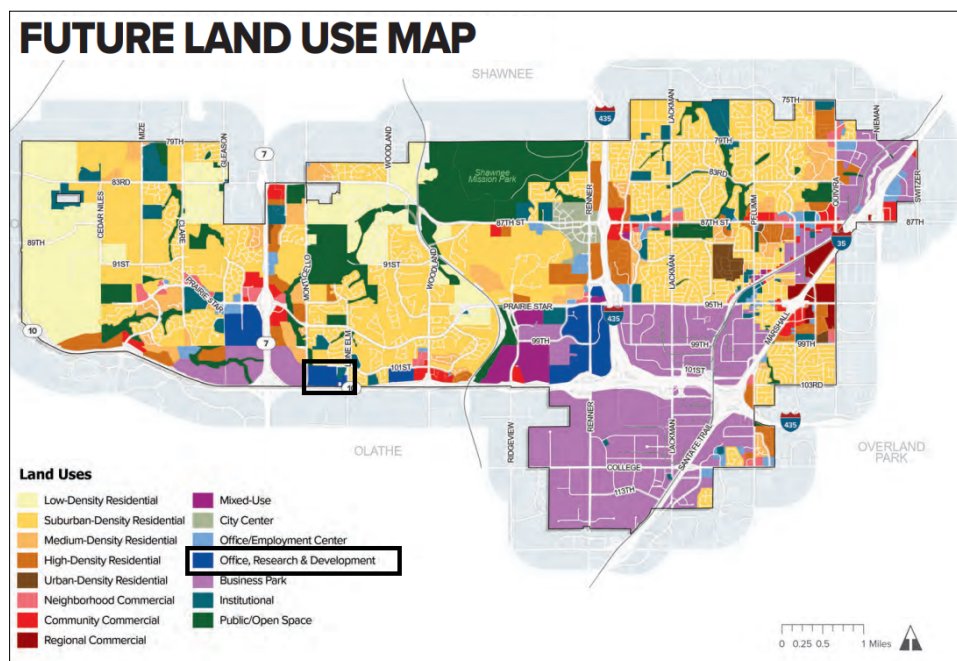 FUTURE LAND USE MAP
SHAWNEE
75TH
435
LACKMAN
NIEMAN
MIZE
79TH
GLEASON
7
WOODLAND
Shawnee
Mission Park
RENNER
79TH
83RD
83RD
QUIVIRA
SWITZER
CEDAR NILES
CLARE
87TH ST
87TH ST
PFLUMM
87TH
89TH
35
91ST
MONTICELLO
91ST
WOODLAND
LACKMAN
PRAIRIE STAR
PRAIRIE STAR
95TH
10
7
99TH
435
99TH
MARSHALL
99TH
101ST
101ST
103RD
10
OLATHE
RIDGEVIEW
RENNER
LACKMAN
SANTA FE TRAIL
435
OVERLAND
PARK
COLLEGE
113TH
Land Uses
Low-Density Residential
Suburban-Density Residential
Medium-Density Residential
High-Density Residential
Urban-Density Residential
Neighborhood Commercial
Community Commercial
Regional Commercial
Mixed-Use
City Center
Office/Employment Center
Office, Research & Development
Business Park
Institutional
Public/Open Space
0 0.25 0.5 1 Miles